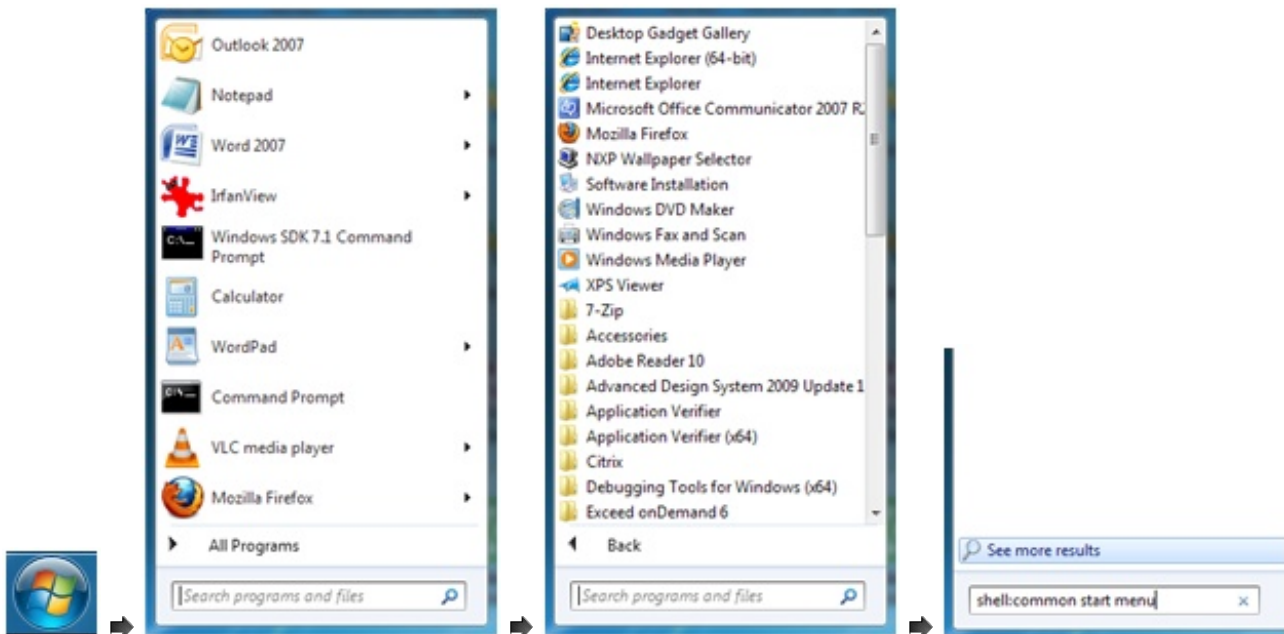 Outlook 2007
Notepad
Word 2007
IrfanView
Windows SDK 7.1 Command
Prompt
Calculator
WordPad
Command Prompt
VLC media player
Mozilla Firefox
All Programs
Search programs and files
Desktop Gadget Gallery
Internet Explorer (64-bit)
Internet Explorer
Microsoft Office Communicator 2007 R
Mozilla Firefox
NXP Wallpaper Selector
Software Installation
Windows DVD Maker
Windows Fax and Scan
Windows Media Player
XPS Viewer
7-Zip
Accessories
Adobe Reader 10
Advanced Design System 2009 Update 1
Application Verifier
Application Verifier (x64)
Citrix
Debugging Tools for Windows (x64)
Exceed onDemand 6
Back
Search programs and files
See more results
shell:common start menu